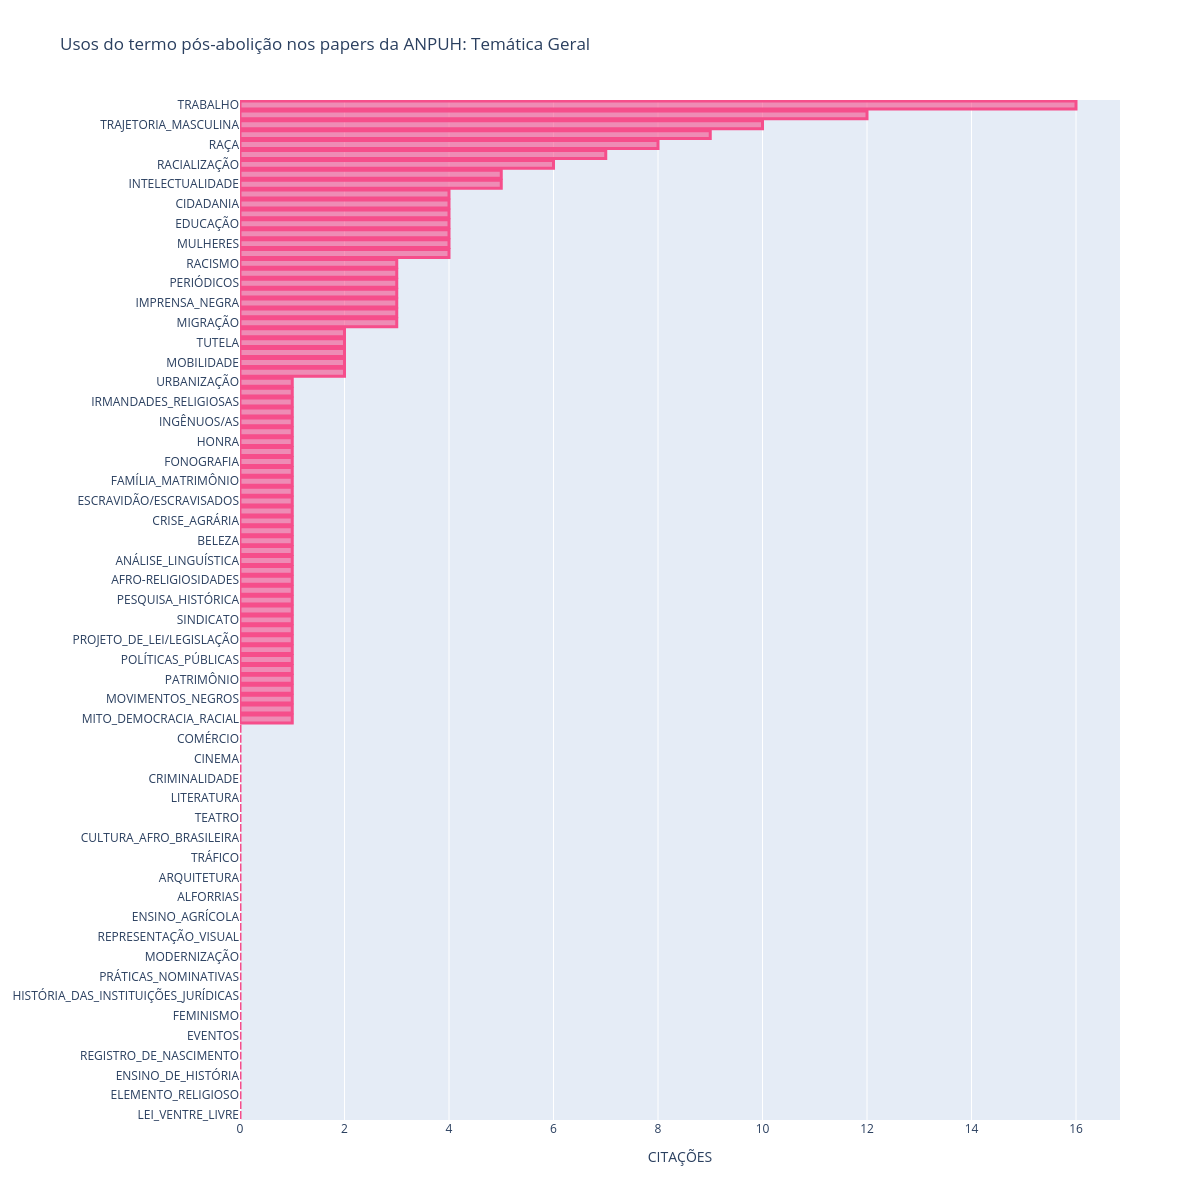 Usos do termo pós-abolição nos papers da ANPUH: Temática Geral
TRABALHO
TRAJETORIA_MASCULINA
RAÇA
RACIALIZAÇÃO
INTELECTUALIDADE
CIDADANIA
EDUCAÇÃO
MULHERES
RACISMO
PERIÓDICOS
IMPRENSA_NEGRA
MIGRAÇÃO
TUTELA
MOBILIDADE
URBANIZAÇÃO
IRMANDADES_RELIGIOSAS
INGÊNUOS/AS
HONRA
FONOGRAFIA
FAMÍLIA_MATRIMÔNIO
ESCRAVIDÃO/ESCRAVISADOS
CRISE_AGRÁRIA
BELEZA
ANÁLISE_LINGUÍSTICA
AFRO-RELIGIOSIDADES
PESQUISA_HISTÓRICA
SINDICATO
PROJETO_DE_LEI/LEGISLAÇÃO
POLÍTICAS_PÚBLICAS
PATRIMÔNIO
MOVIMENTOS_NEGROS
MITO_DEMOCRACIA_RACIAL
COMÉRCIO
CINEMA
CRIMINALIDADE
LITERATURA
TEATRO
CULTURA_AFRO_BRASILEIRA
TRÁFICO
ARQUITETURA
ALFORRIAS
ENSINO_AGRÍCOLA
REPRESENTAÇÃO_VISUAL
MODERNIZAÇÃO
PRÁTICAS_NOMINATIVAS
HISTÓRIA_DAS_INSTITUIÇÕES_JURÍDICAS
FEMINISMO
EVENTOS
REGISTRO_DE_NASCIMENTO
ENSINO_DE_HISTÓRIA
ELEMENTO_RELIGIOSO
LEI_VENTRE_LIVRE
0 2 4 6 8 10 12 14 16
CITAÇÕES